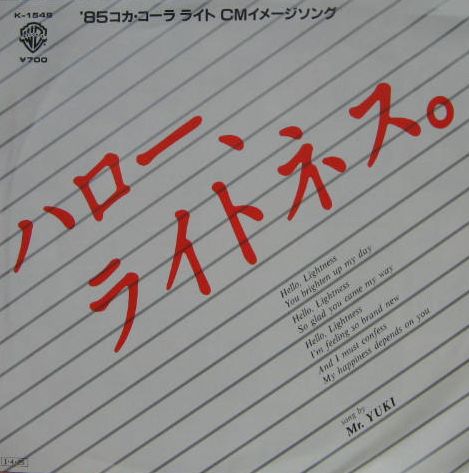 K-1549
'85コカ・コーラ ライト CMイメージソング
¥700
ハロー、
ライトネス。
Hello, Lightness
You brighten up my day
Hello, Lightness
So glad you came my way
Hello, Lightness
I'm feeling so brand new
And I must confess
My happiness depends on you
song by
Mr. YUKI